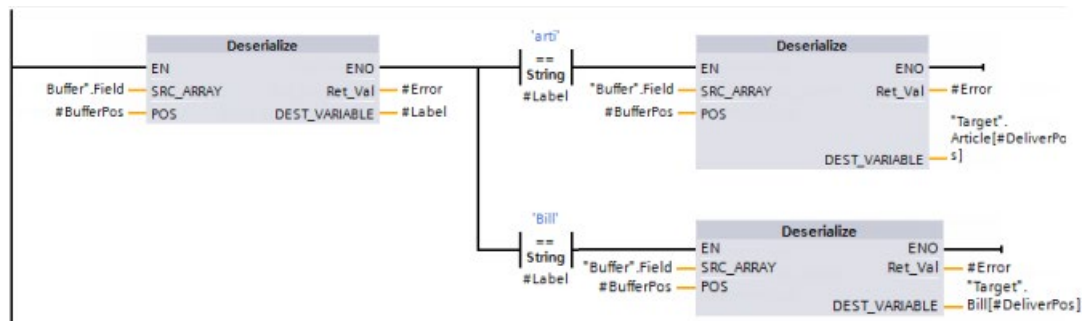 Deserialize
EN
ENO
Buffer".Field
SRC_ARRAY
Ret_Val
#Error
#BufferPos
POS
DEST_VARIABLE
#Label
'arti'
==
String
#Label
Deserialize
EN
ENO
"Buffer".Field
SRC_ARRAY
Ret_Val
#Error
#BufferPos
POS
"Target".
Article[#DeliverPo
s]
DEST_VARIABLE
'Bill'
==
String
#Label
Deserialize
EN
ENO
"Buffer".Field
SRC_ARRAY
Ret_Val
#Error
#BufferPos
POS
"Target".
Bill[#DeliverPos]
DEST_VARIABLE